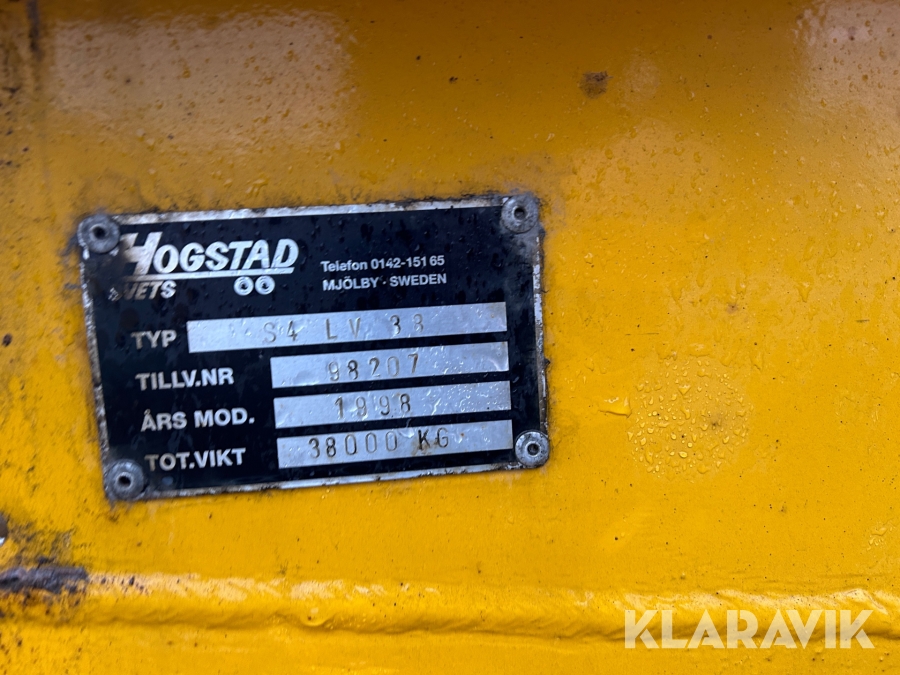 HOGSTAD
SVETS
Telefon 0142-151 65
MJÖLBY · SWEDEN
TYP S4 LV 38
TILLV.NR 98207
ÅRS MOD. 1998
TOT.VIKT 38000 KG
KLARAVIK